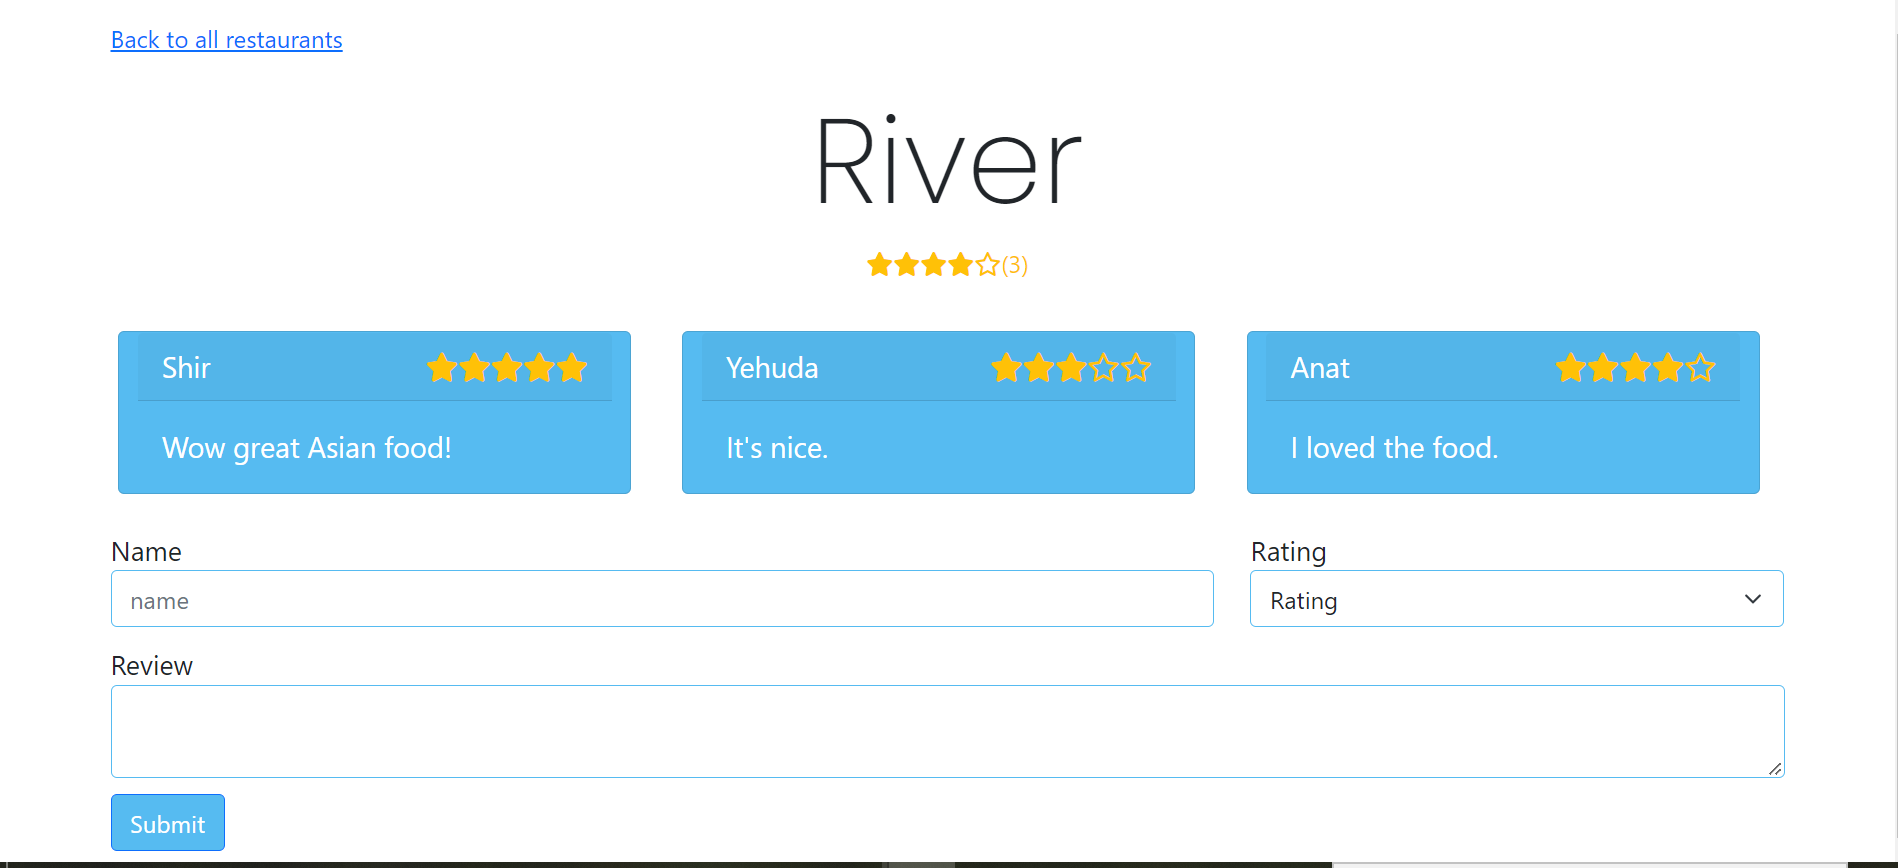 Back to all restaurants
River
(3)
Shir
Wow great Asian food!
Yehuda
It's nice.
Anat
I loved the food.
Name
name
Rating
Rating
Review
Submit